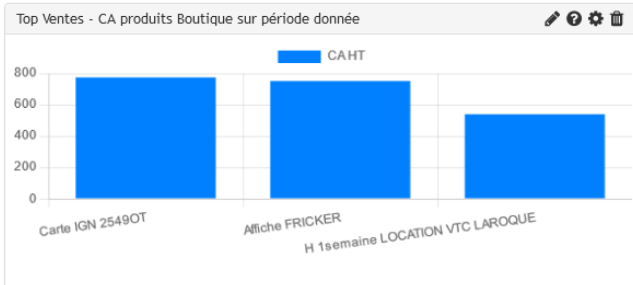 Top Ventes - CA produits Boutique sur période donnée
CA HT
800
600
400
200
0
Carte IGN 2549OT
Affiche FRICKER
H 1semaine LOCATION VTC LAROQUE